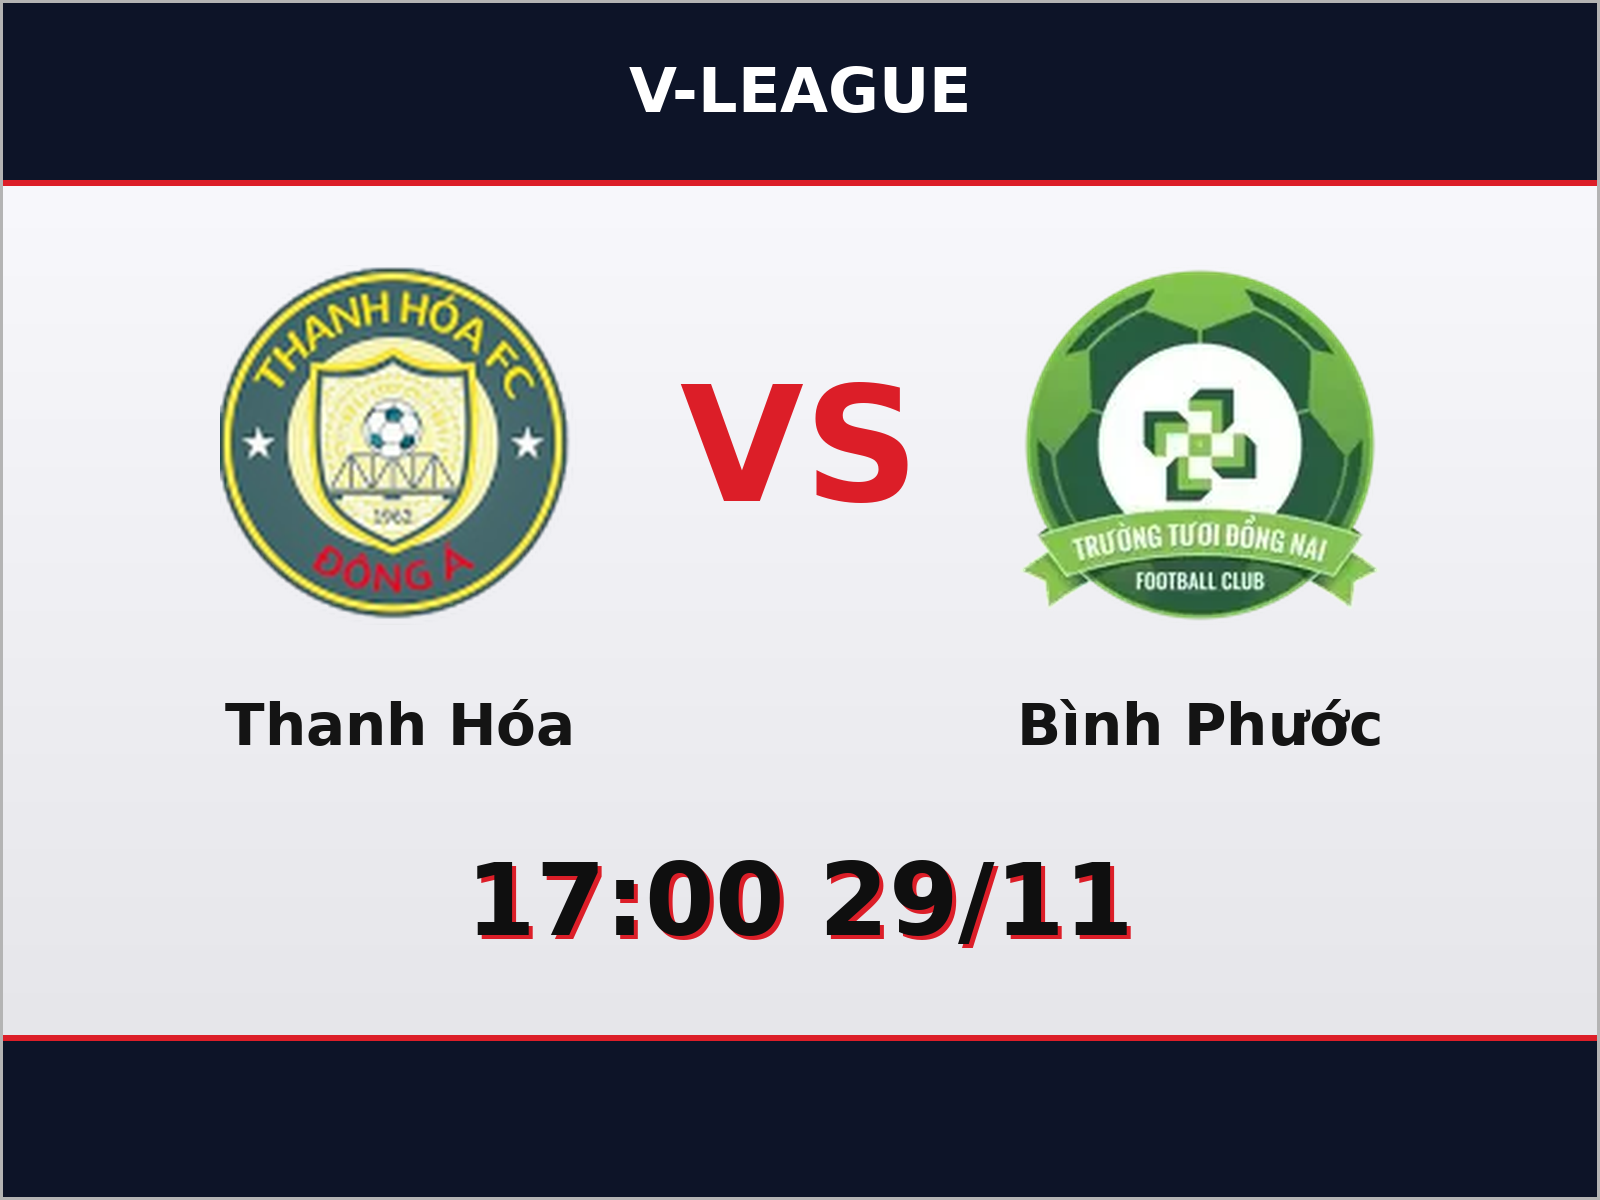 V-LEAGUE
THANH HÓA FC
1962
ĐÔNG Á
VS
TRƯỜNG TƯƠI ĐỒNG NAI
FOOTBALL CLUB
Thanh Hóa
Bình Phước
17:00 29/11